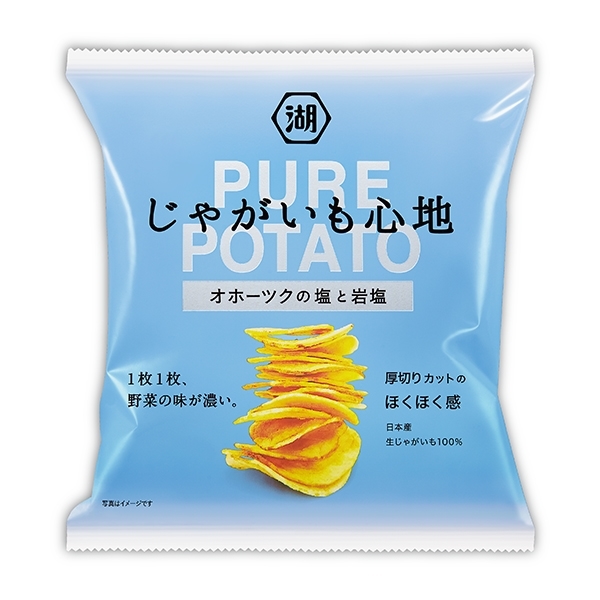 湖
PURE
じゃがいも心地
POTATO
オホーツクの塩と岩塩
1枚1枚、
野菜の味が濃い。
厚切りカットの
ほくほく感
日本産
生じゃがいも100%
写真はイメージです